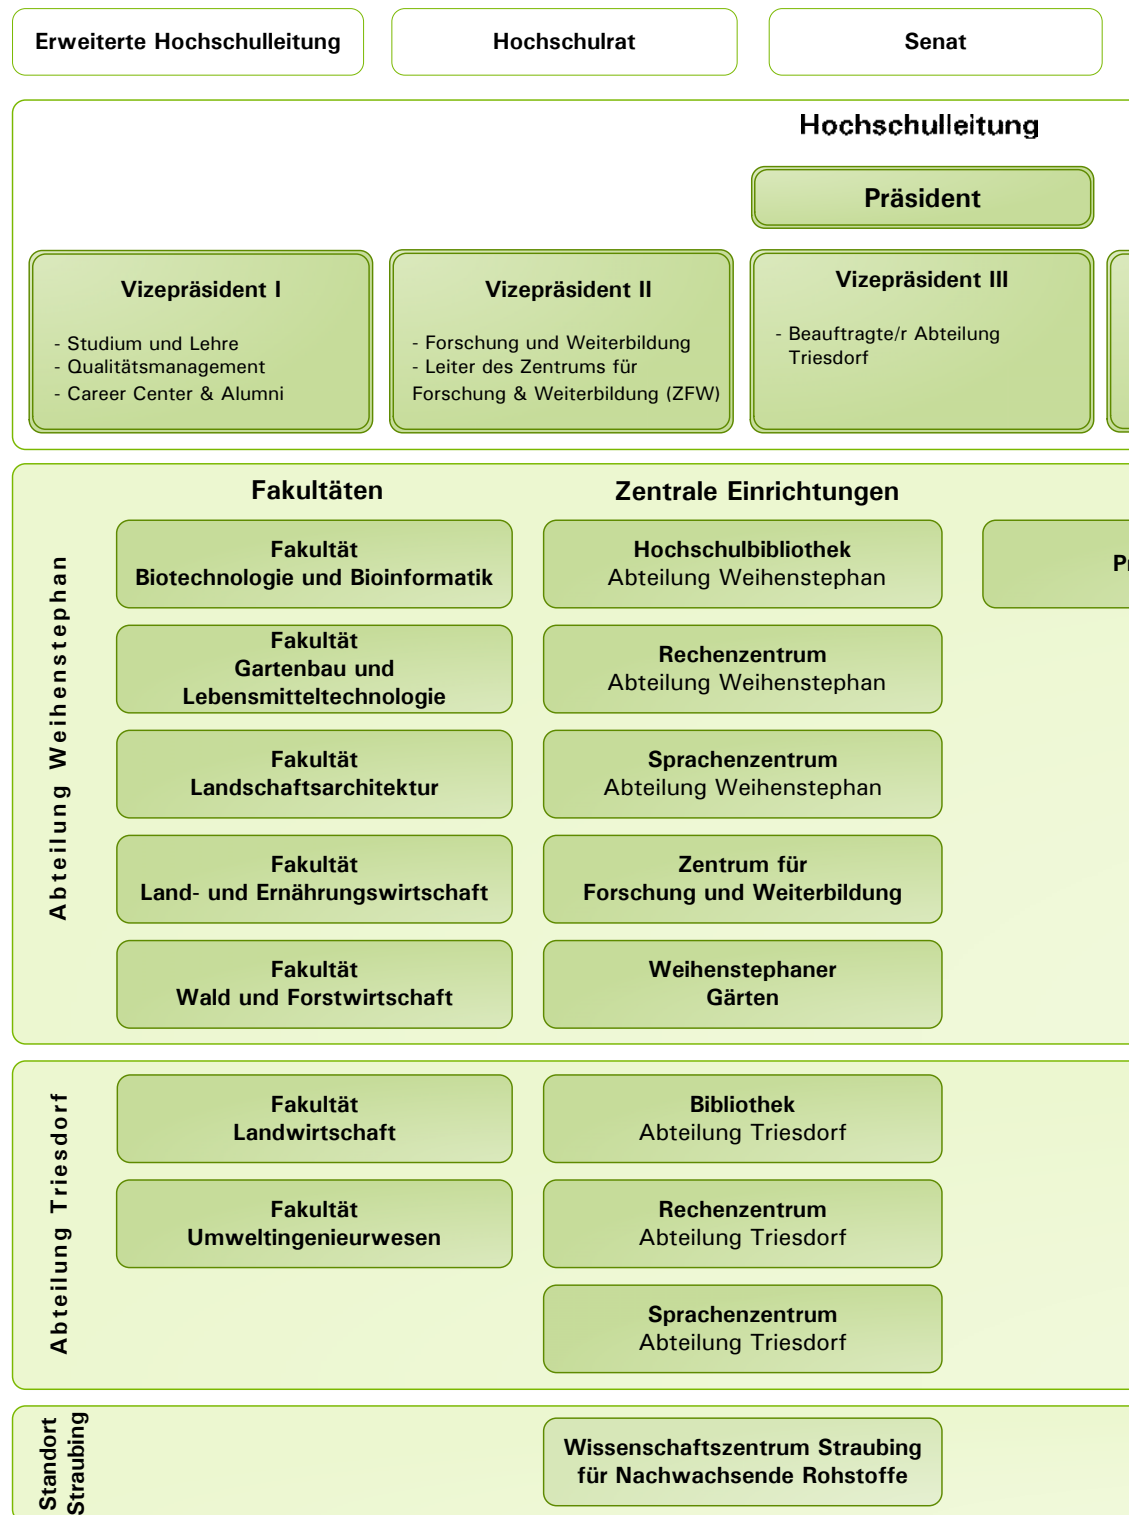 Erweiterte Hochschulleitung
Hochschulrat
Senat
Hochschulleitung
Präsident
Vizepräsident I
- Studium und Lehre
- Qualitätsmanagement
- Career Center & Alumni
Vizepräsident II
- Forschung und Weiterbildung
- Leiter des Zentrums für
Forschung & Weiterbildung (ZFW)
Vizepräsident III
- Beauftragte/r Abteilung
Triesdorf
Abteilung Weihenstephan
Fakultäten
Fakultät
Biotechnologie und Bioinformatik
Fakultät
Gartenbau und
Lebensmitteltechnologie
Fakultät
Landschaftsarchitektur
Fakultät
Land- und Ernährungswirtschaft
Fakultät
Wald und Forstwirtschaft
Zentrale Einrichtungen
Hochschulbibliothek
Abteilung Weihenstephan
Rechenzentrum
Abteilung Weihenstephan
Sprachenzentrum
Abteilung Weihenstephan
Zentrum für
Forschung und Weiterbildung
Weihenstephaner
Gärten
Abteilung Triesdorf
Fakultät
Landwirtschaft
Fakultät
Umweltingenieurwesen
Bibliothek
Abteilung Triesdorf
Rechenzentrum
Abteilung Triesdorf
Sprachenzentrum
Abteilung Triesdorf
Standort
Straubing
Wissenschaftszentrum Straubing
für Nachwachsende Rohstoffe